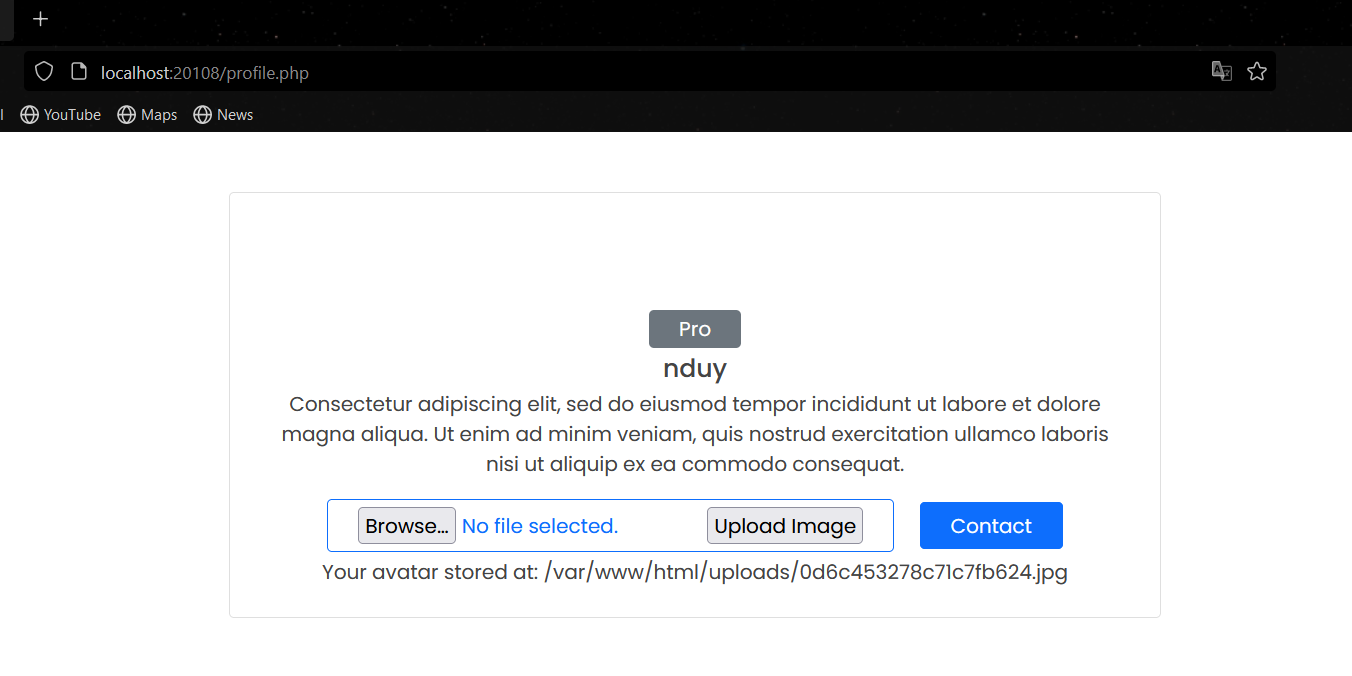 localhost:20108/profile.php
YouTube Maps News
Pro
nduy
Consectetur adipiscing elit, sed do eiusmod tempor incididunt ut labore et dolore
magna aliqua. Ut enim ad minim veniam, quis nostrud exercitation ullamco laboris
nisi ut aliquip ex ea commodo consequat.
Browse... No file selected. Upload Image Contact
Your avatar stored at: /var/www/html/uploads/0d6c453278c71c7fb624.jpg